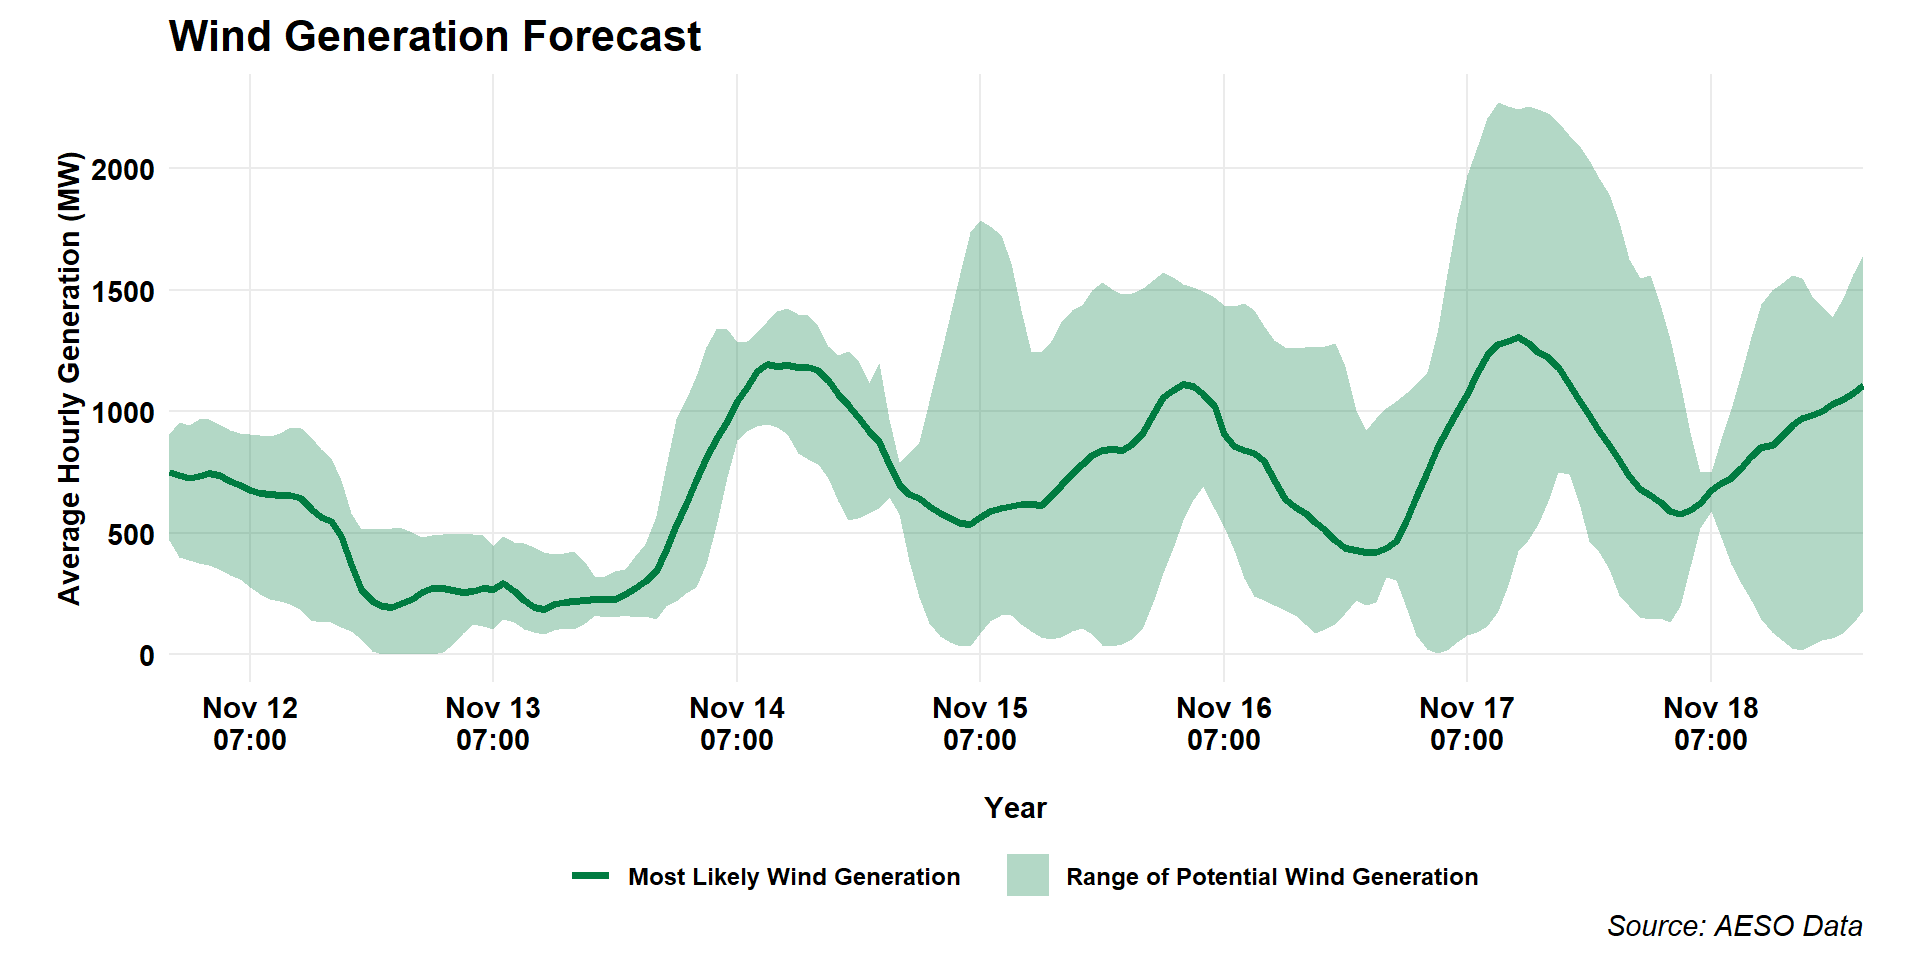 Wind Generation Forecast
Average Hourly Generation (MW)
2000
1500
1000
500
0
Nov 12 Nov 13 Nov 14 Nov 15 Nov 16 Nov 17 Nov 18
07:00 07:00 07:00 07:00 07:00 07:00 07:00
Year
Most Likely Wind Generation Range of Potential Wind Generation
Source: AESO Data